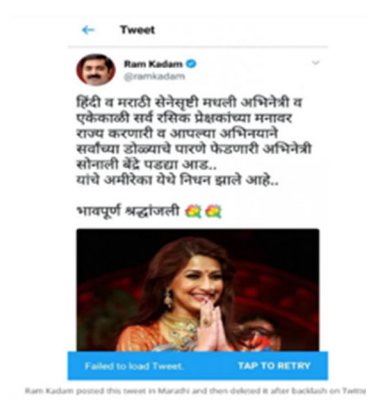 Tweet
Ram Kadam
@ramkadam
हिंदी व मराठी सेनेसृष्टी मधली अभिनेत्री व
एकेकाळी सर्व रसिक प्रेक्षकांच्या मनावर
राज्य करणारी व आपल्या अभिनयाने
सर्वांच्या डोळ्याचे पारणे फेडणारी अभिनेत्री
सोनाली बेंद्रे पडद्या आड..
यांचे अमीरेका येथे निधन झाले आहे..
भावपूर्ण श्रद्धांजली 💐💐
Failed to load Tweet. TAP TO RETRY
Ram Kadam posted this tweet in Marathi and then deleted it after backlash on Twitte